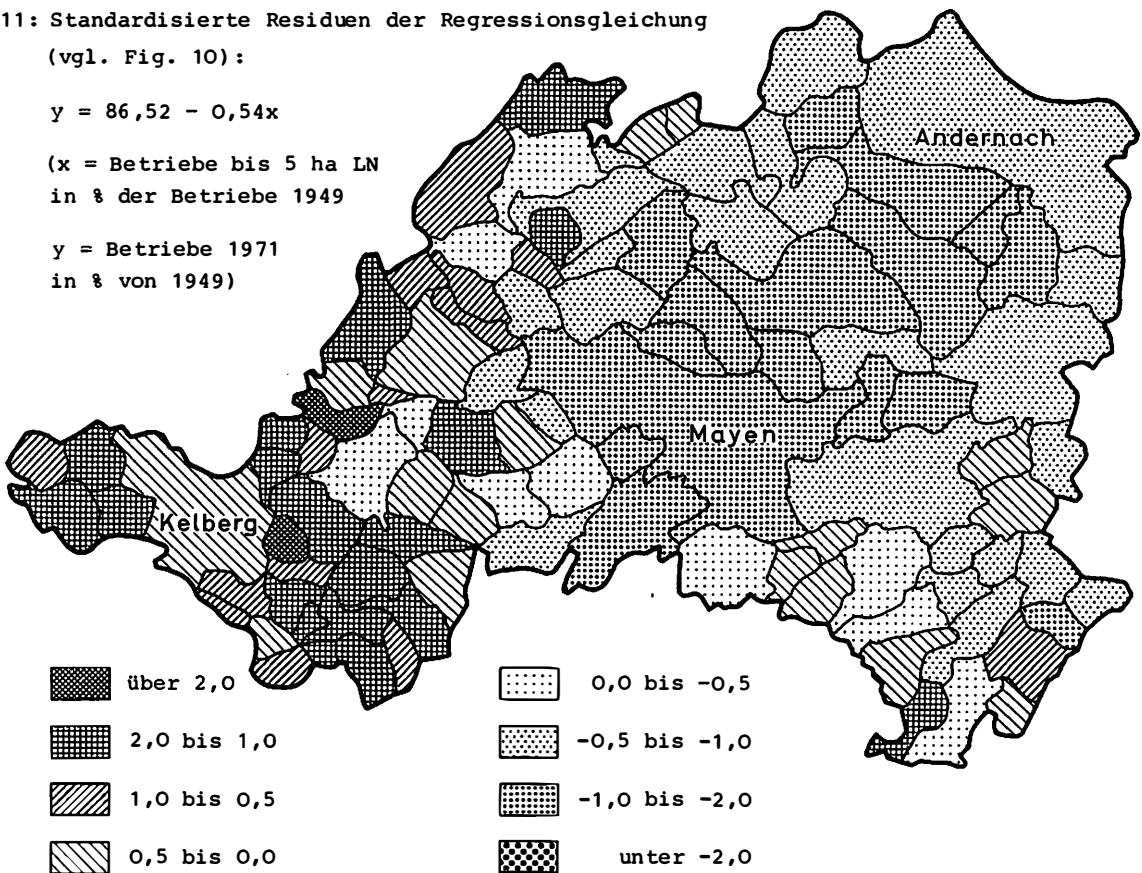 11: Standardisierte Residuen der Regressionsgleichung
(vgl. Fig. 10):
y = 86,52 - 0,54x
(x = Betriebe bis 5 ha LN
in % der Betriebe 1949
y = Betriebe 1971
in % von 1949)
Andernach
Mayen
Kelberg
über 2,0
2,0 bis 1,0
1,0 bis 0,5
0,5 bis 0,0
0,0 bis -0,5
-0,5 bis -1,0
-1,0 bis -2,0
unter -2,0